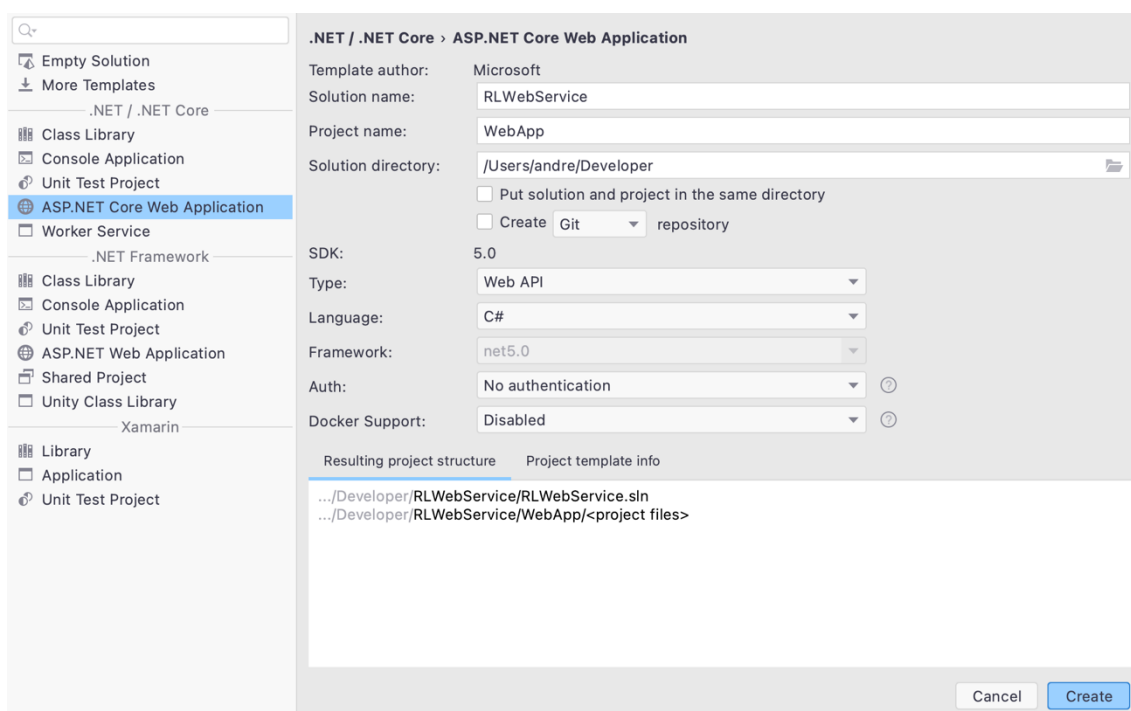 Empty Solution
More Templates
.NET / .NET Core
Class Library
Console Application
Unit Test Project
ASP.NET Core Web Application
Worker Service
.NET Framework
Class Library
Console Application
Unit Test Project
ASP.NET Web Application
Shared Project
Unity Class Library
Xamarin
Library
Application
Unit Test Project
.NET / .NET Core › ASP.NET Core Web Application
Template author: Microsoft
Solution name: RLWebService
Project name: WebApp
Solution directory: /Users/andre/Developer
Put solution and project in the same directory
Create Git repository
SDK: 5.0
Type: Web API
Language: C#
Framework: net5.0
Auth: No authentication
Docker Support: Disabled
Resulting project structure Project template info
.../Developer/RLWebService/RLWebService.sln
.../Developer/RLWebService/WebApp/<project files>
Cancel Create